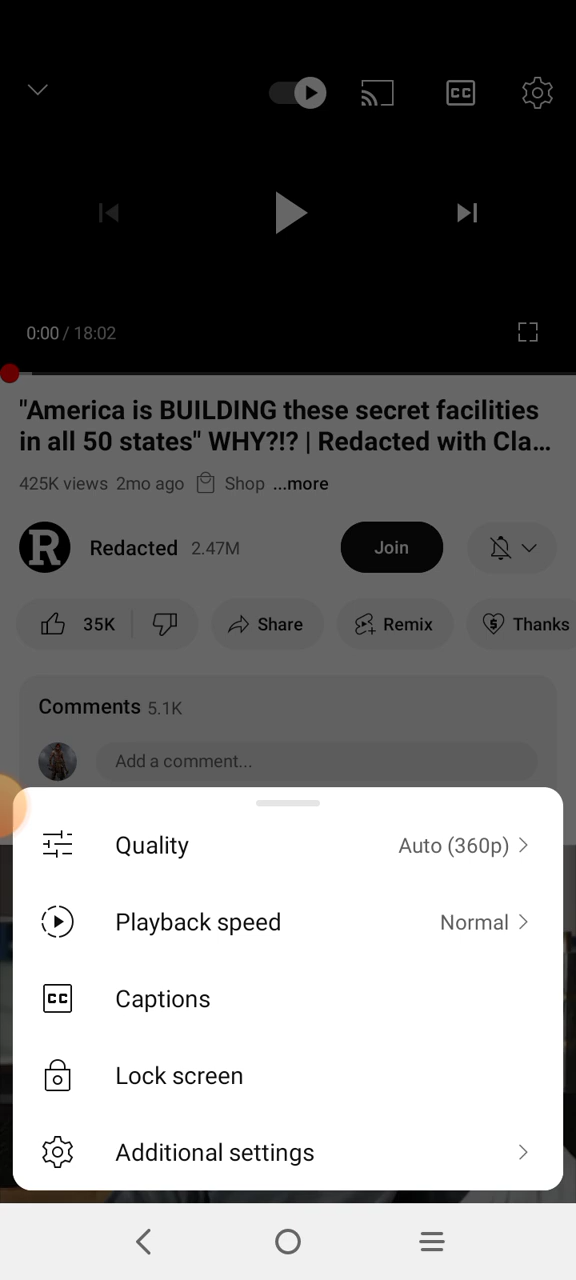 CC
0:00 / 18:02
"America is BUILDING these secret facilities
in all 50 states" WHY?!? | Redacted with Cla...
425K views 2mo ago Shop ...more
R Redacted 2.47M Join
35K Share Remix $ Thanks
Comments 5.1K
Add a comment...
Quality Auto (360p)
Playback speed Normal
CC Captions
Lock screen
Additional settings